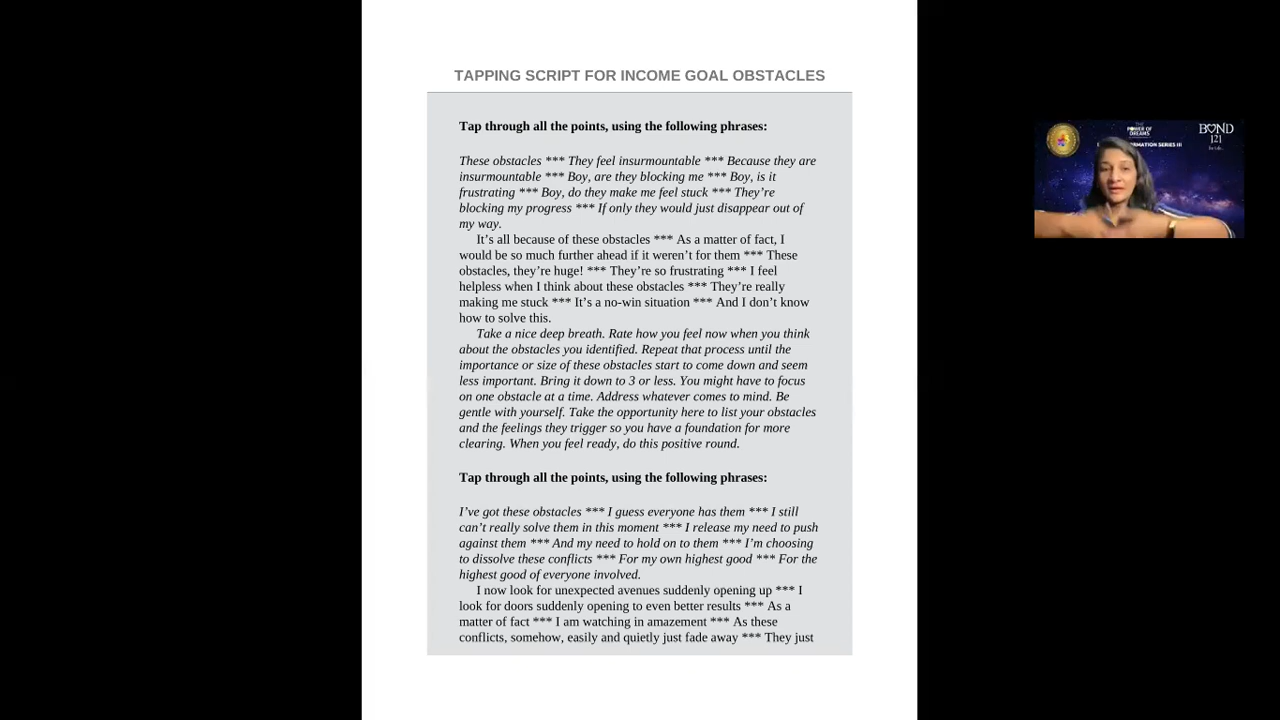 TAPPING SCRIPT FOR INCOME GOAL OBSTACLES
Tap through all the points, using the following phrases:
These obstacles *** They feel insurmountable *** Because they are
insurmountable *** Boy, are they blocking me *** Boy, is it
frustrating *** Boy, do they make me feel stuck *** They’re
blocking my progress *** If only they would just disappear out of
my way.
It’s all because of these obstacles *** As a matter of fact, I
would be so much further ahead if it weren’t for them *** These
obstacles, they’re huge! *** They’re so frustrating *** I feel
helpless when I think about these obstacles *** They’re really
making me stuck *** It’s a no-win situation *** And I don’t know
how to solve this.
Take a nice deep breath. Rate how you feel now when you think
about the obstacles you identified. Repeat that process until the
importance or size of these obstacles start to come down and seem
less important. Bring it down to 3 or less. You might have to focus
on one obstacle at a time. Address whatever comes to mind. Be
gentle with yourself. Take the opportunity here to list your obstacles
and the feelings they trigger so you have a foundation for more
clearing. When you feel ready, do this positive round.
Tap through all the points, using the following phrases:
I’ve got these obstacles *** I guess everyone has them *** I still
can’t really solve them in this moment *** I release my need to push
against them *** And my need to hold on to them *** I’m choosing
to dissolve these conflicts *** For my own highest good *** For the
highest good of everyone involved.
I now look for unexpected avenues suddenly opening up *** I
look for doors suddenly opening to even better results *** As a
matter of fact *** I am watching in amazement *** As these
conflicts, somehow, easily and quietly just fade away *** They just
THE
POWER OF
DREAMS
SERIES III
BOND
121